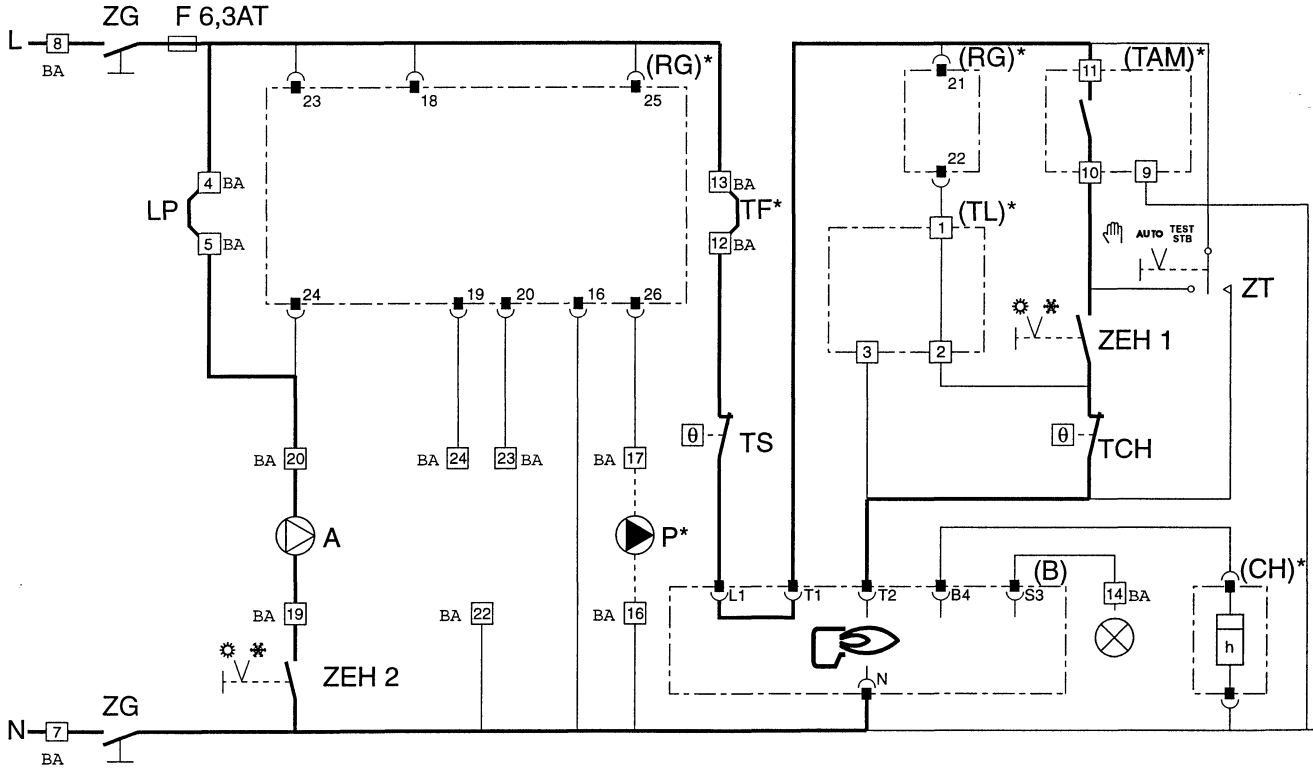 ZG F 6,3AT
L 8
BA
(RG)*
23 18 25
(RG)*
21
11 (TAM)*
22
10 9
4 BA
LP
5 BA
13 BA
TF*
12 BA
1 (TL)*
AUTO TEST
STB
ZT
24 19 20 16 26
3 2
ZEH 1
θ TS
θ TCH
BA 20
BA 24
23 BA
BA 17
A
P*
(B)
(CH)*
L1 T1 T2 B4 S3
14 BA
BA 19
22
BA 16
h
ZEH 2
N
ZG
N 7
BA